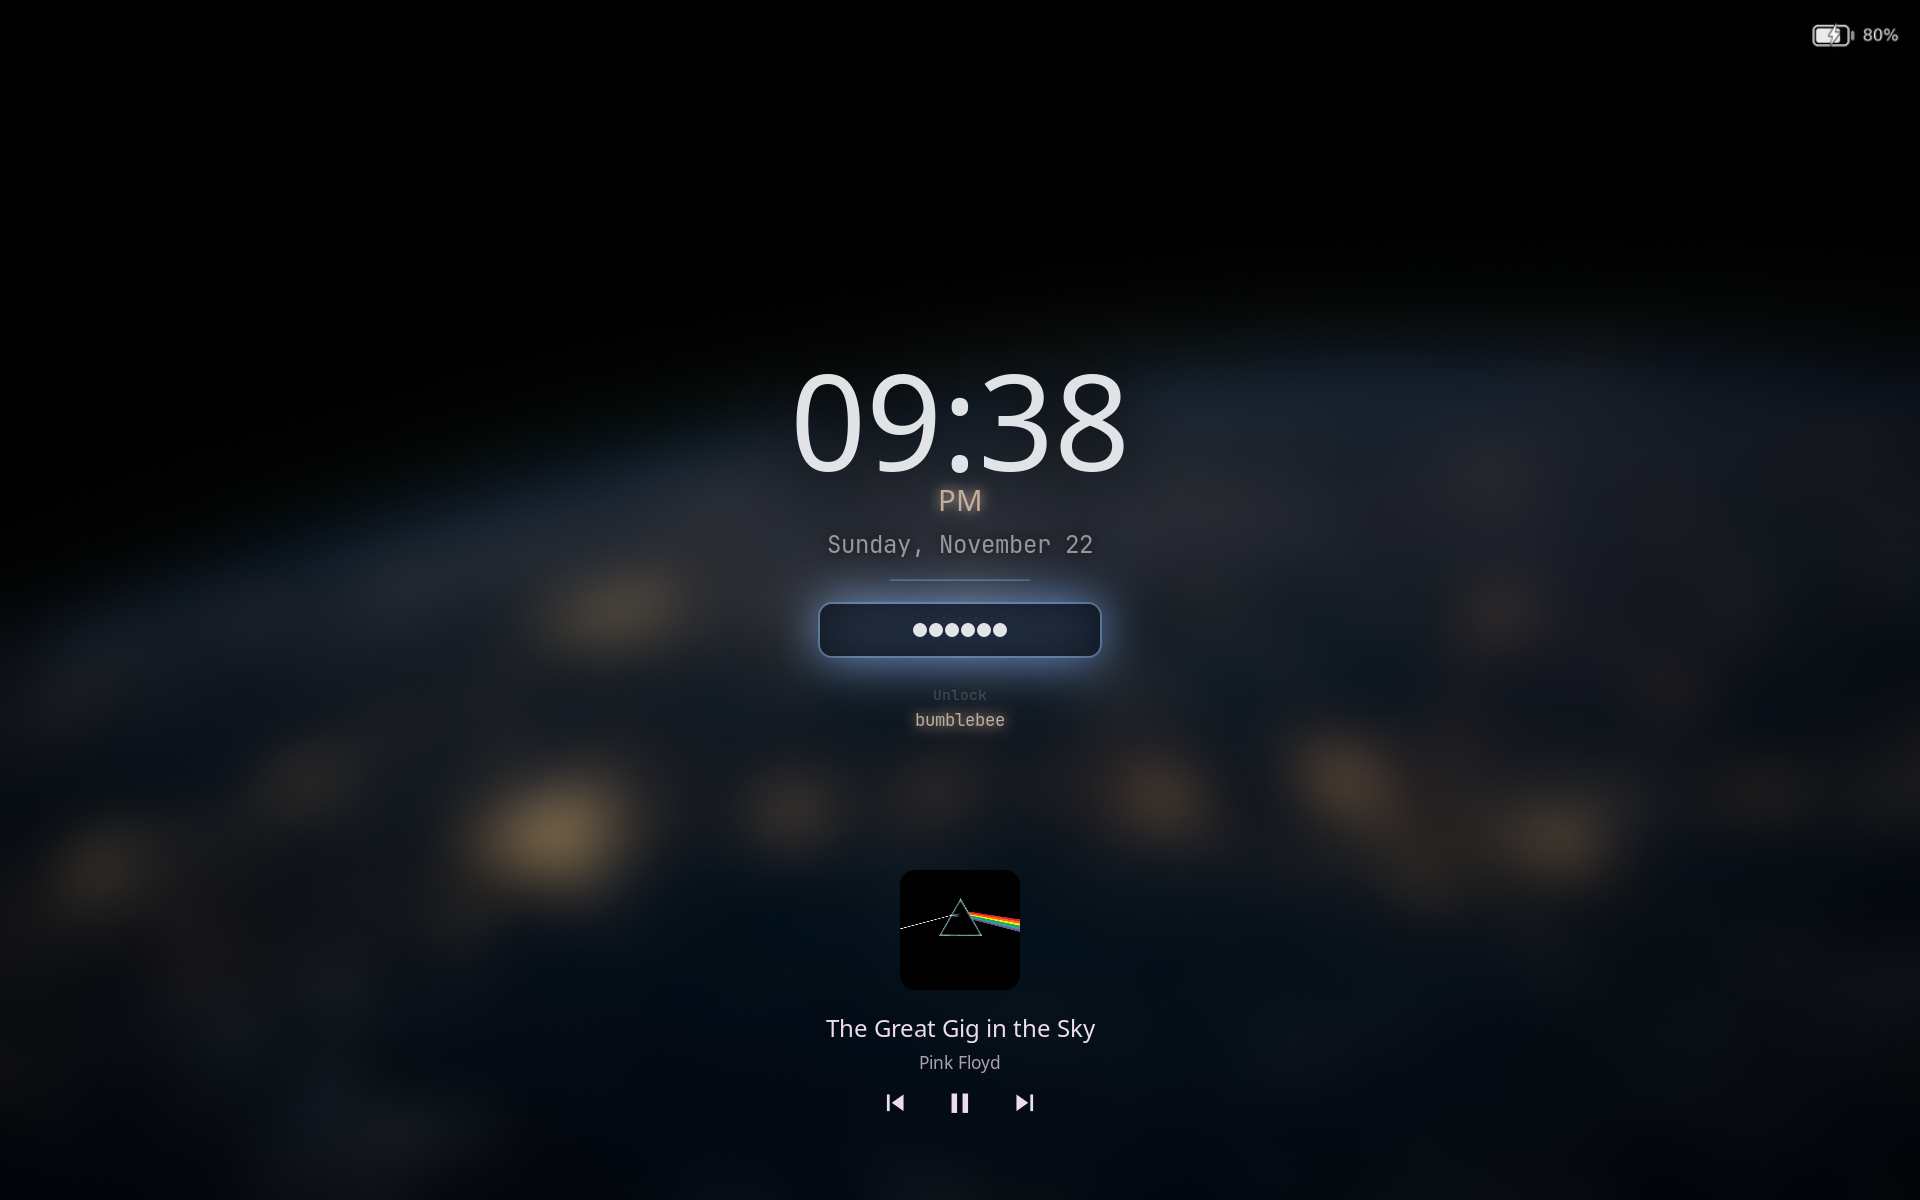 80%
09:38
PM
Sunday, November 22
Unlock
bumblebee
The Great Gig in the Sky
Pink Floyd